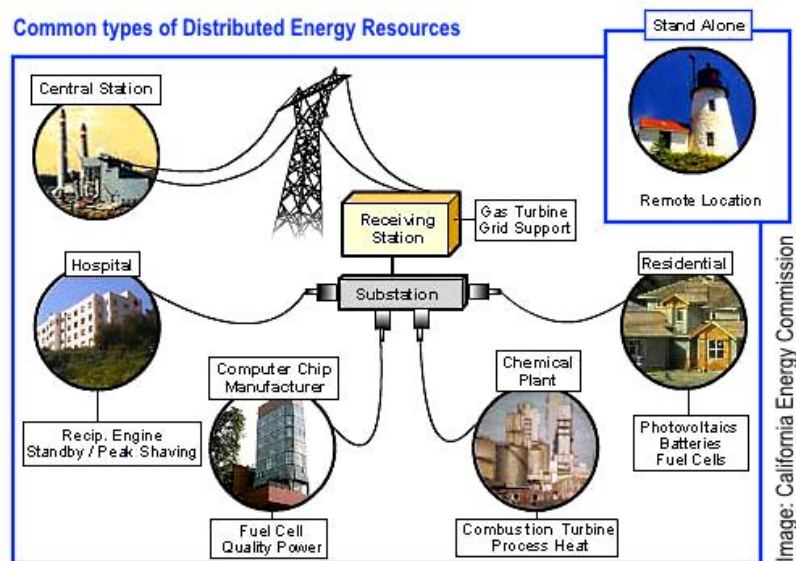 Common types of Distributed Energy Resources
Stand Alone
Remote Location
Central Station
Receiving
Station
Gas Turbine
Grid Support
Hospital
Substation
Residential
Computer Chip
Manufacturer
Chemical
Plant
Recip. Engine
Standby / Peak Shaving
Photovoltaics
Batteries
Fuel Cells
Fuel Cell
Quality Power
Combustion Turbine
Process Heat
Image: California Energy Commission